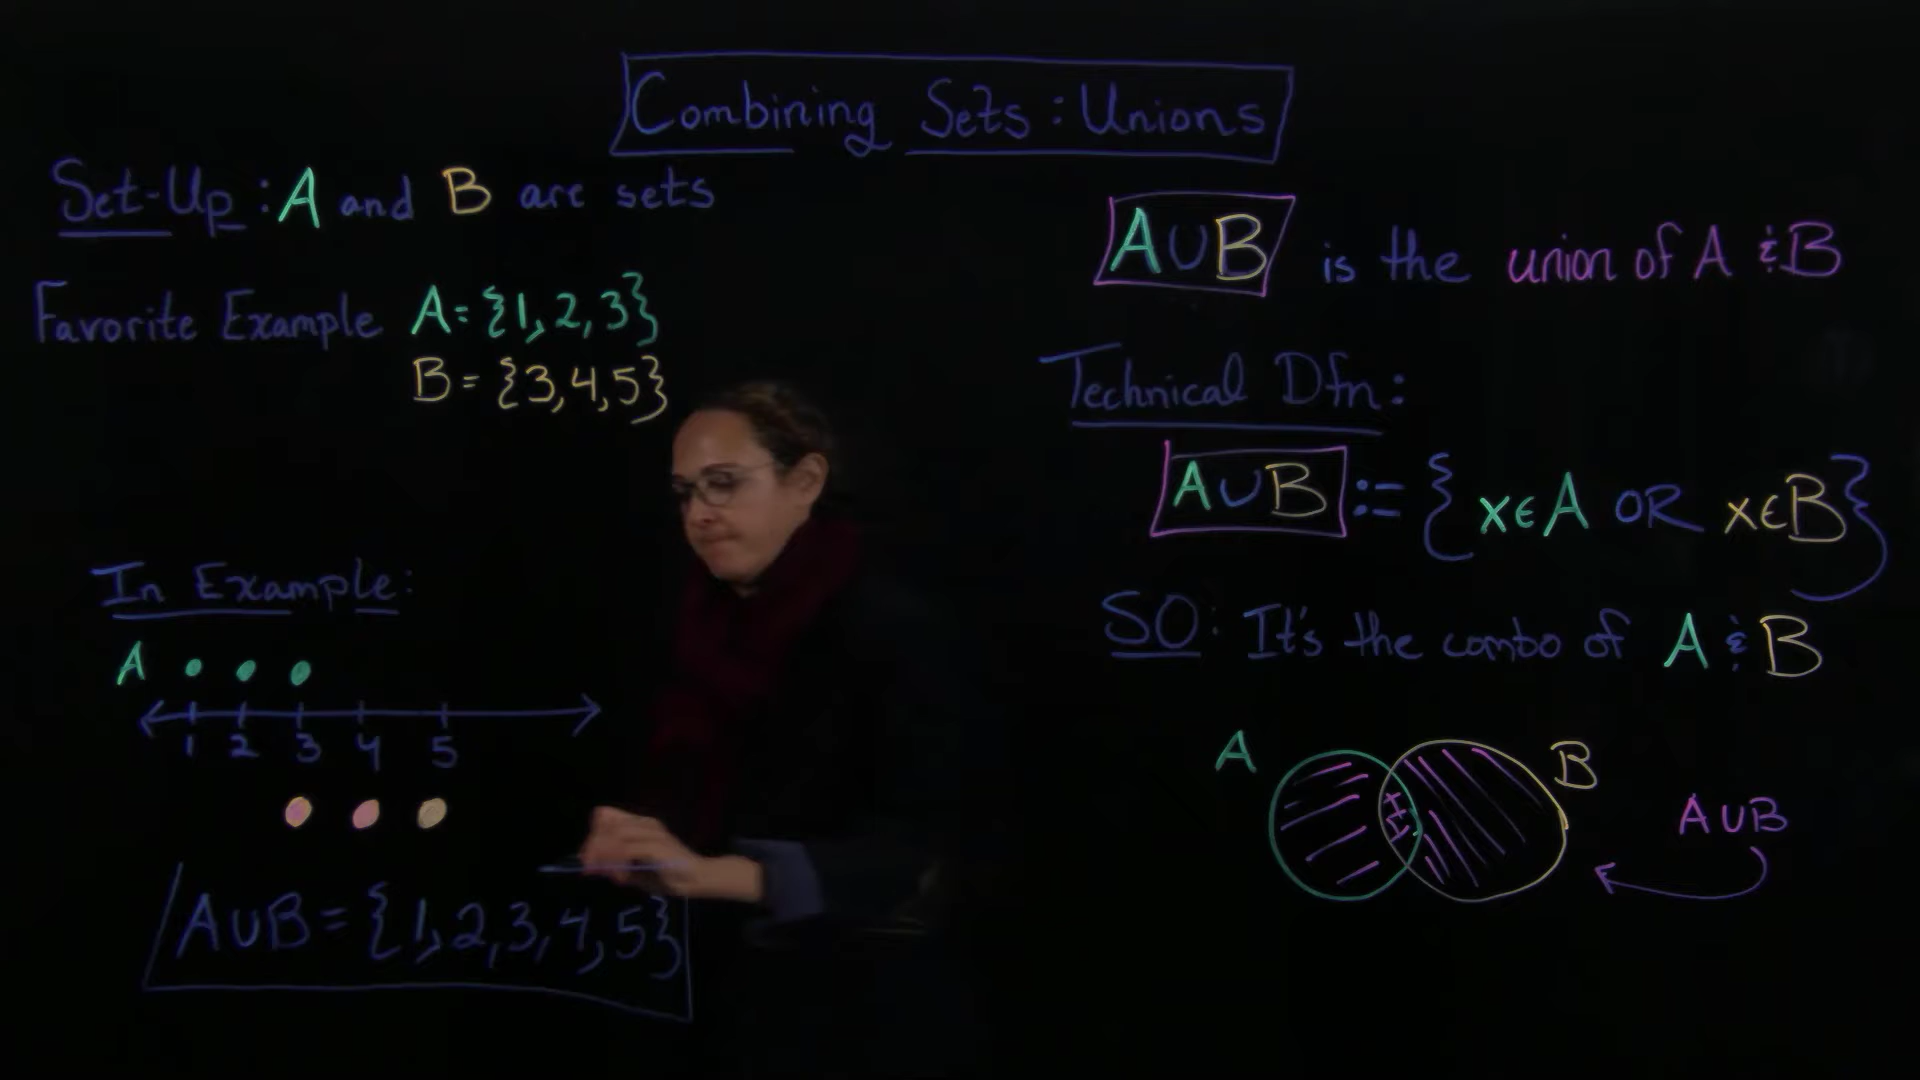 Combining Sets: Unions
Set-Up: A and B are sets
Favorite Example A = {1, 2, 3}
B = {3, 4, 5}
In Example:
A
1 2 3 4 5
AUB = {1, 2, 3, 4, 5}
A∪B is the union of A & B
Technical Dfn:
A∪B := { x∈A OR x∈B }
SO: It's the combo of A & B
A B
A∪B